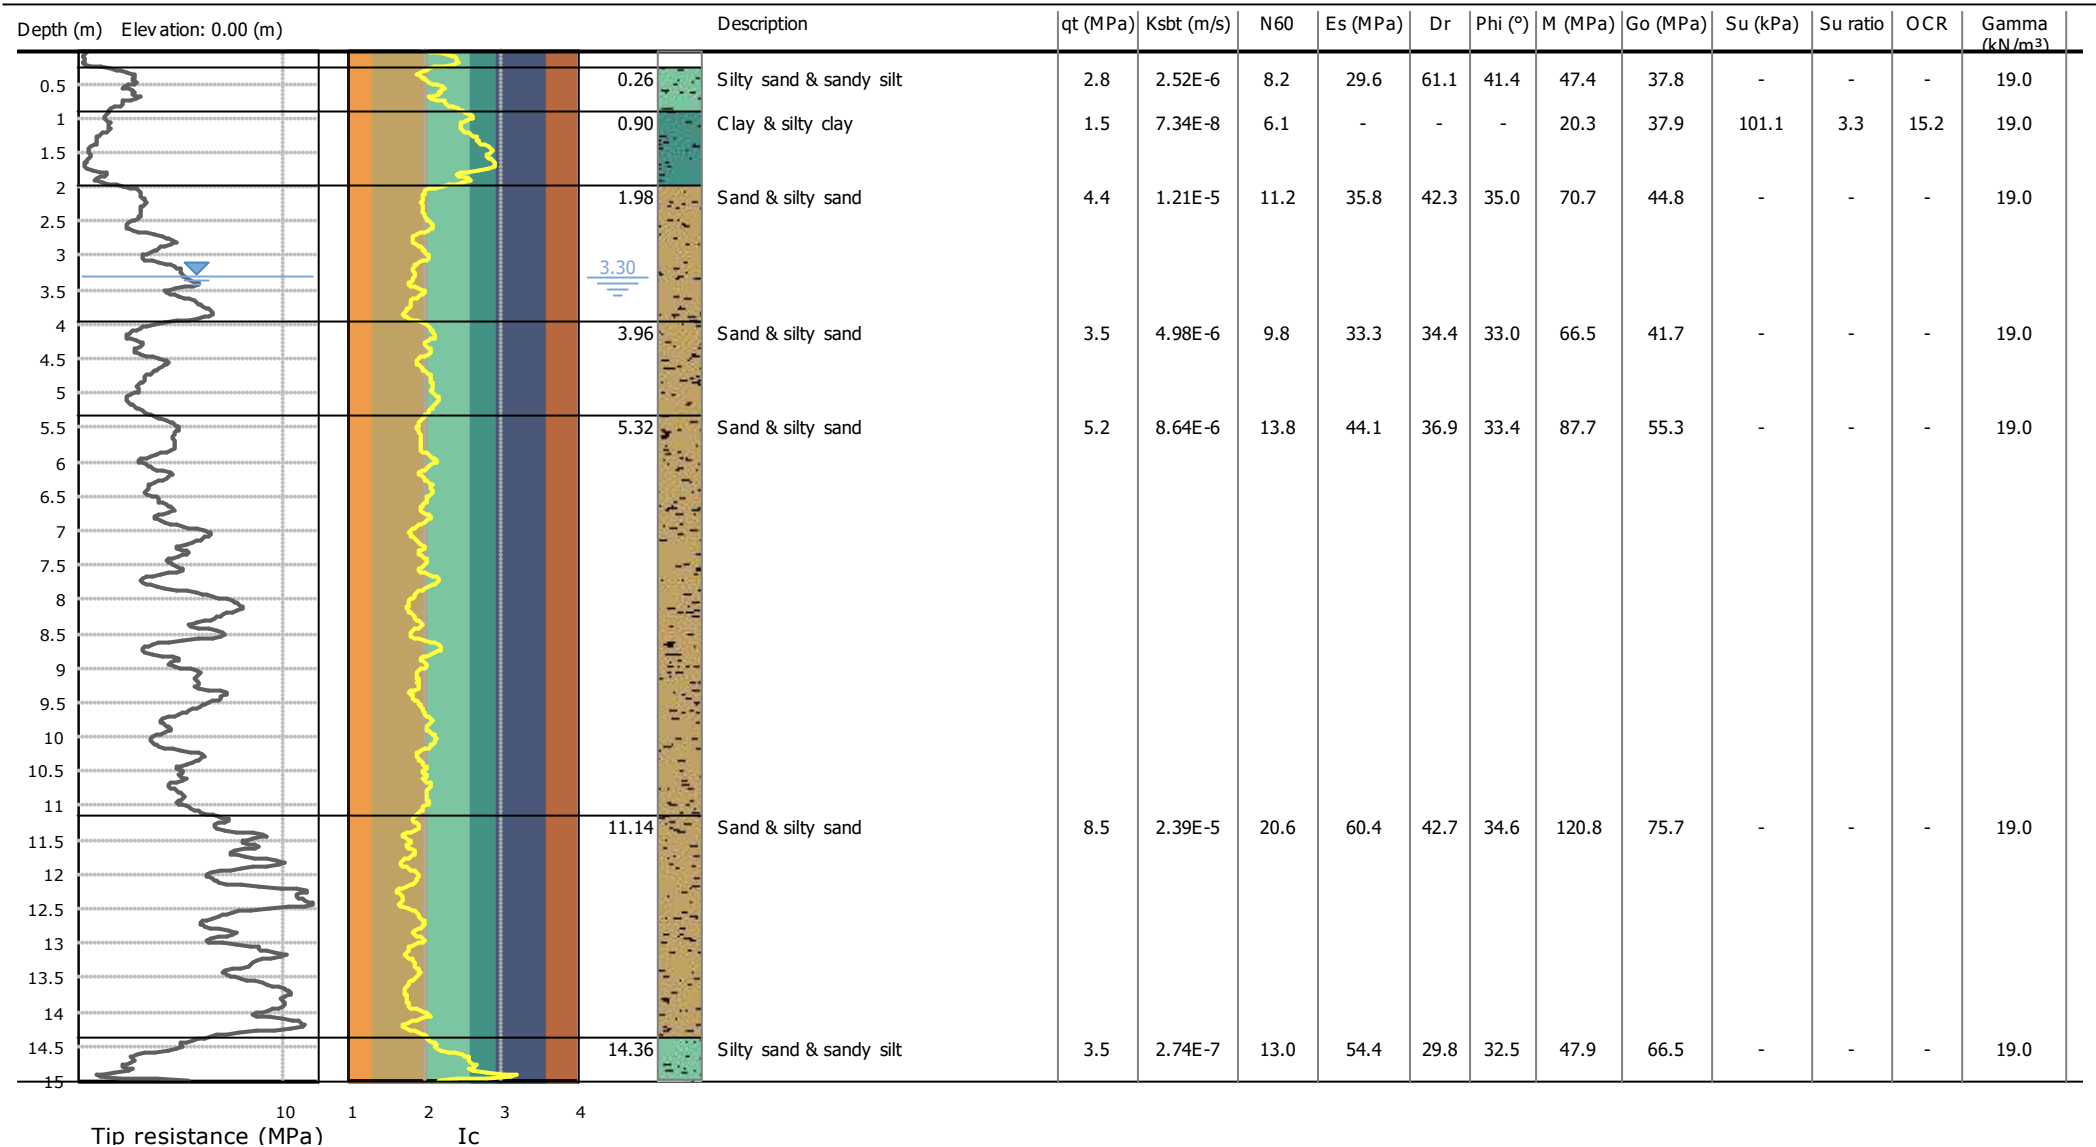 Depth (m) Elevation: 0.00 (m) Description qt (MPa) Ksbt (m/s) N60 Es (MPa) Dr Phi (º) M (MPa) Go (MPa) Su (kPa) Su ratio OCR Gamma
(kN/m³)
0.26 Silty sand & sandy silt 2.8 2.52E-6 8.2 29.6 61.1 41.4 47.4 37.8 - - - 19.0
0.5
1
0.90 Clay & silty clay 1.5 7.34E-8 6.1 - - - 20.3 37.9 101.1 3.3 15.2 19.0
1.5
2
1.98 Sand & silty sand 4.4 1.21E-5 11.2 35.8 42.3 35.0 70.7 44.8 - - - 19.0
2.5
3
3.30
3.5
4
3.96 Sand & silty sand 3.5 4.98E-6 9.8 33.3 34.4 33.0 66.5 41.7 - - - 19.0
4.5
5
5.5
5.32 Sand & silty sand 5.2 8.64E-6 13.8 44.1 36.9 33.4 87.7 55.3 - - - 19.0
6
6.5
7
7.5
8
8.5
9
9.5
10
10.5
11
11.14 Sand & silty sand 8.5 2.39E-5 20.6 60.4 42.7 34.6 120.8 75.7 - - - 19.0
11.5
12
12.5
13
13.5
14
14.5
14.36 Silty sand & sandy silt 3.5 2.74E-7 13.0 54.4 29.8 32.5 47.9 66.5 - - - 19.0
15
10 1 2 3 4
Tip resistance (MPa) Ic